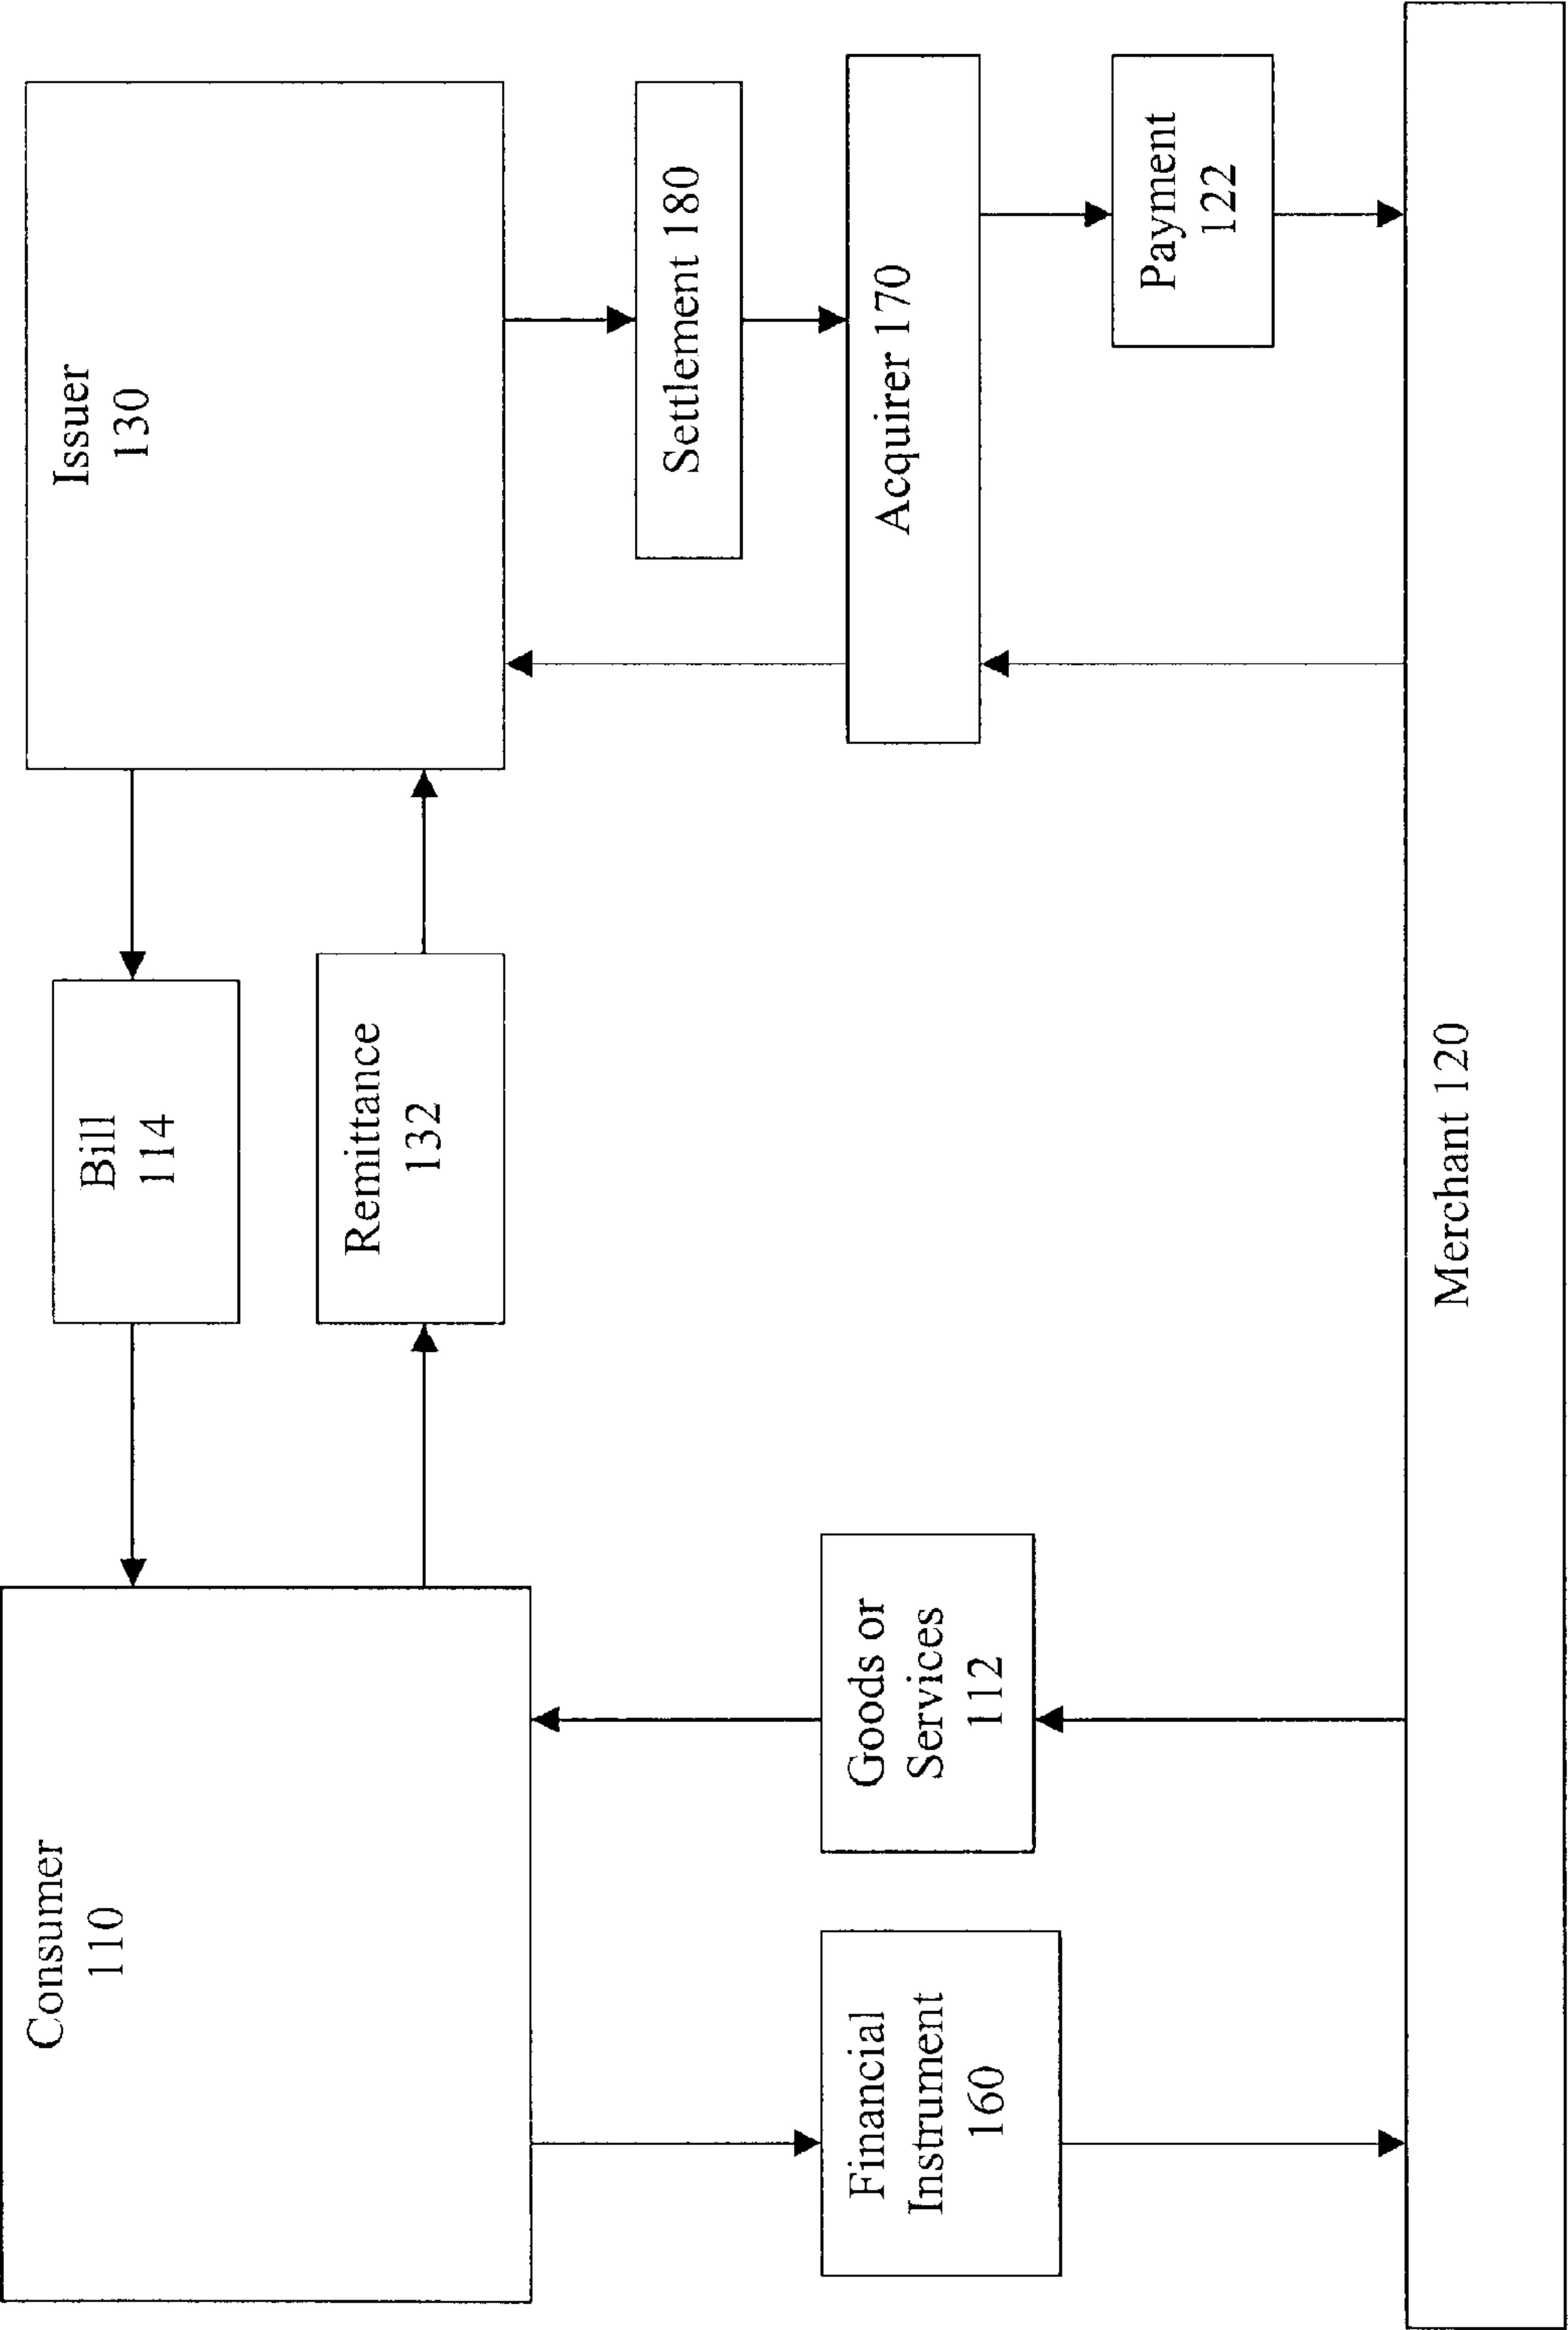 Consumer
110
Bill
114
Issuer
130
Remittance
132
Settlement 180
Financial
Instrument
160
Goods or
Services
112
Acquirer 170
Payment
122
Merchant 120